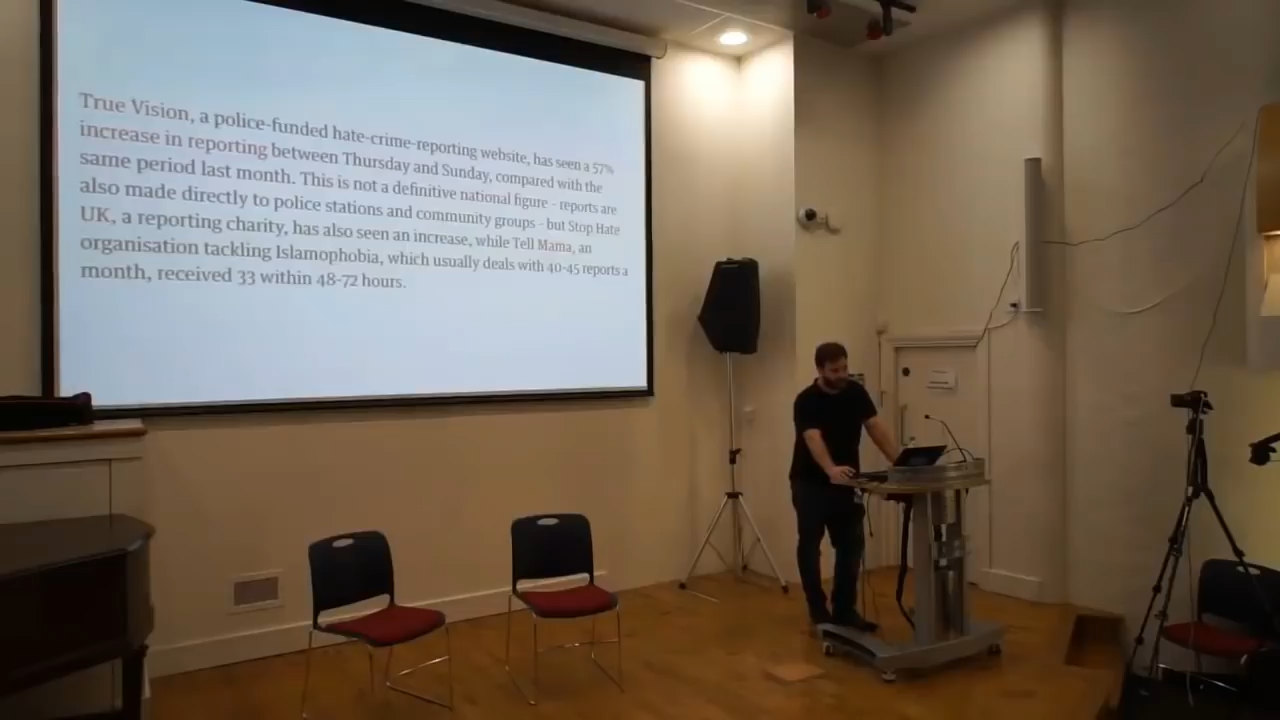 True Vision, a police-funded hate-crime-reporting website, has seen a 57%
increase in reporting between Thursday and Sunday, compared with the
same period last month. This is not a definitive national figure - reports are
also made directly to police stations and community groups - but Stop Hate
UK, a reporting charity, has also seen an increase, while Tell Mama, an
organisation tackling Islamophobia, which usually deals with 40-45 reports a
month, received 33 within 48-72 hours.